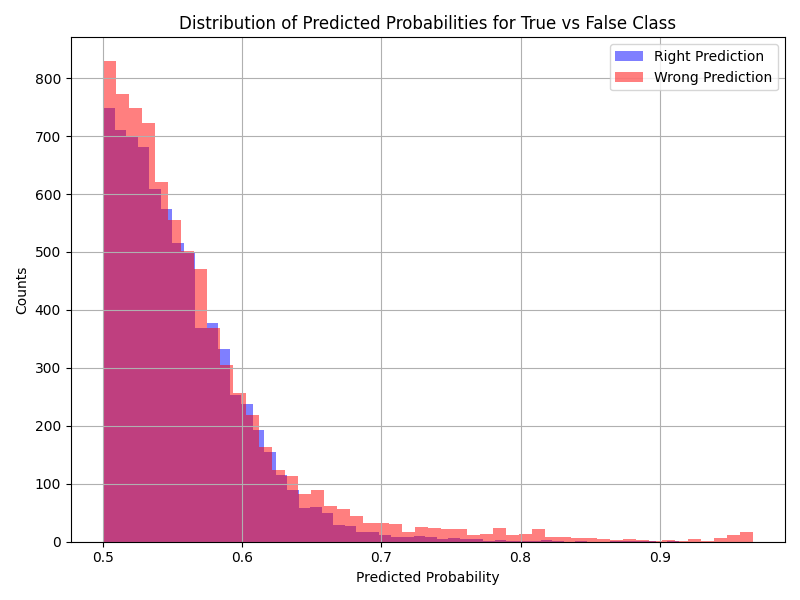 Distribution of Predicted Probabilities for True vs False Class
Right Prediction
Wrong Prediction
Counts
800
700
600
500
400
300
200
100
0
0.5 0.6 0.7 0.8 0.9
Predicted Probability